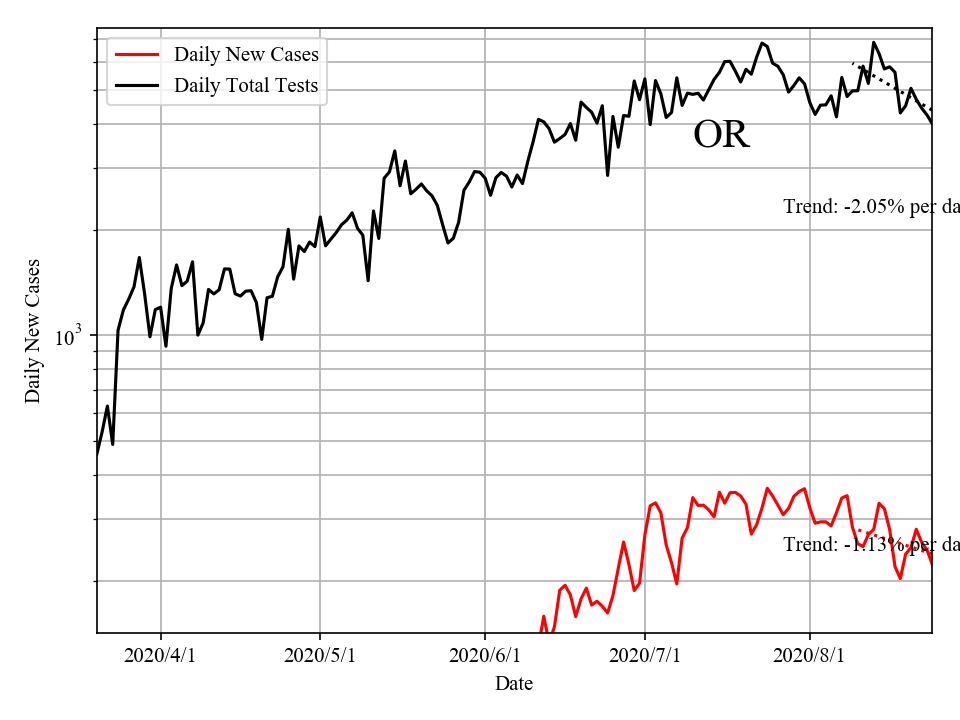 Daily New Cases
Daily Total Tests
OR
Trend: -2.05% per da
Trend: -1.13% per da
Daily New Cases
10^3
2020/4/1 2020/5/1 2020/6/1 2020/7/1 2020/8/1
Date